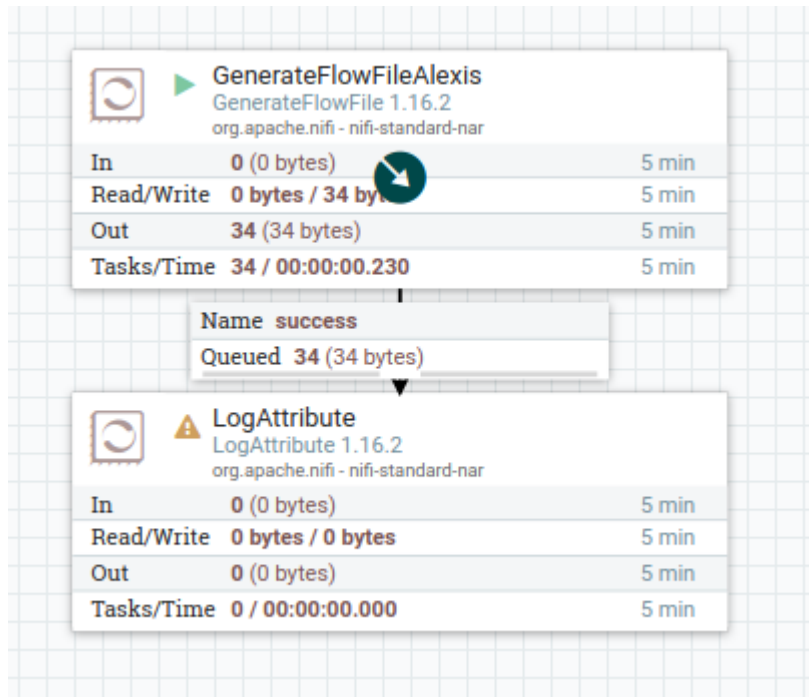 GenerateFlowFileAlexis
GenerateFlowFile 1.16.2
org.apache.nifi - nifi-standard-nar
In 0 (0 bytes) 5 min
Read/Write 0 bytes / 34 5 min
Out 34 (34 bytes) 5 min
Tasks/Time 34 / 00:00:00.230 5 min
Name success
Queued 34 (34 bytes)
LogAttribute
LogAttribute 1.16.2
org.apache.nifi - nifi-standard-nar
In 0 (0 bytes) 5 min
Read/Write 0 bytes / 0 bytes 5 min
Out 0 (0 bytes) 5 min
Tasks/Time 0 / 00:00:00.000 5 min